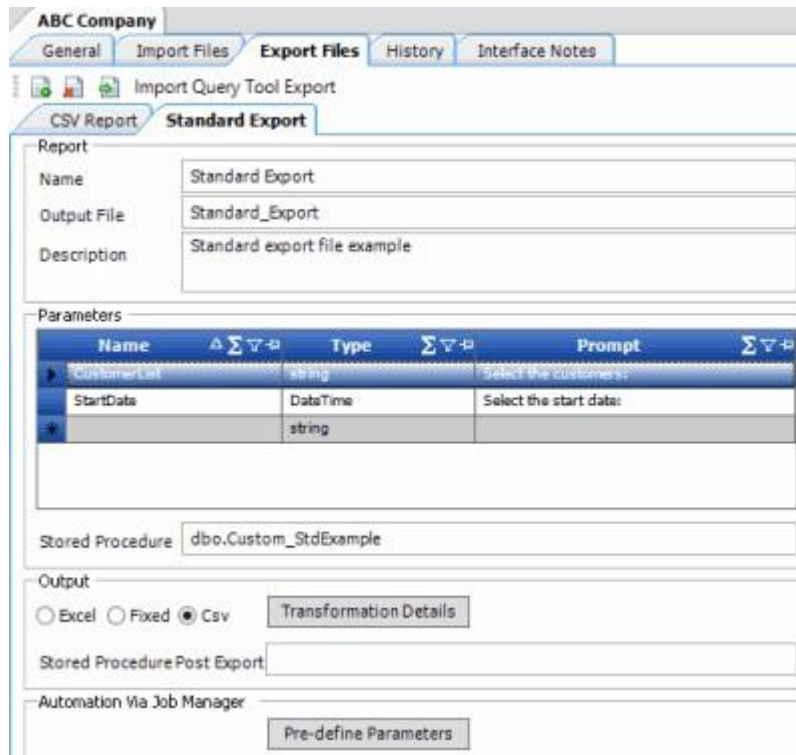 ABC Company
General Import Files Export Files History Interface Notes
Import Query Tool Export
CSV Report Standard Export
Report
Name Standard Export
Output File Standard_Export
Description Standard export file example
Parameters
Name Type Prompt
CustomerList string Select the customers:
StartDate DateTime Select the start date:
string
Stored Procedure dbo.Custom_StdExample
Output
Excel Fixed Csv Transformation Details
Stored Procedure Post Export
Automation Via Job Manager
Pre-define Parameters